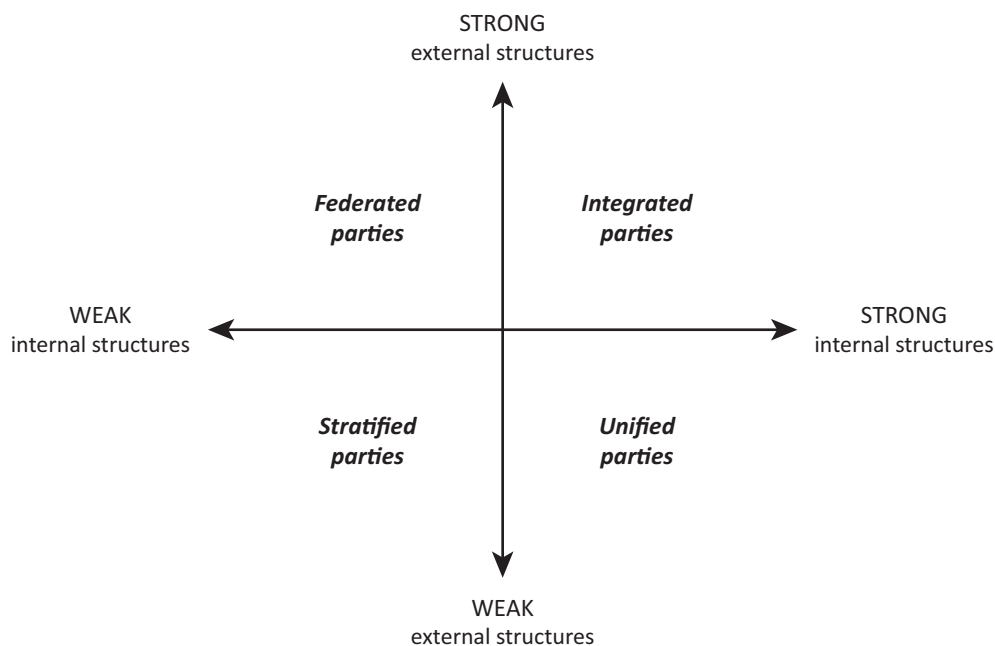 STRONG
external structures
Federated
parties
Integrated
parties
WEAK
internal structures
STRONG
internal structures
Stratified
parties
Unified
parties
WEAK
external structures